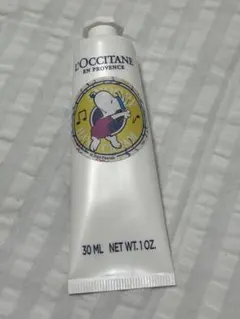 L'OCCITANE
EN PROVENCE
30 ML NET WT. 1 OZ.